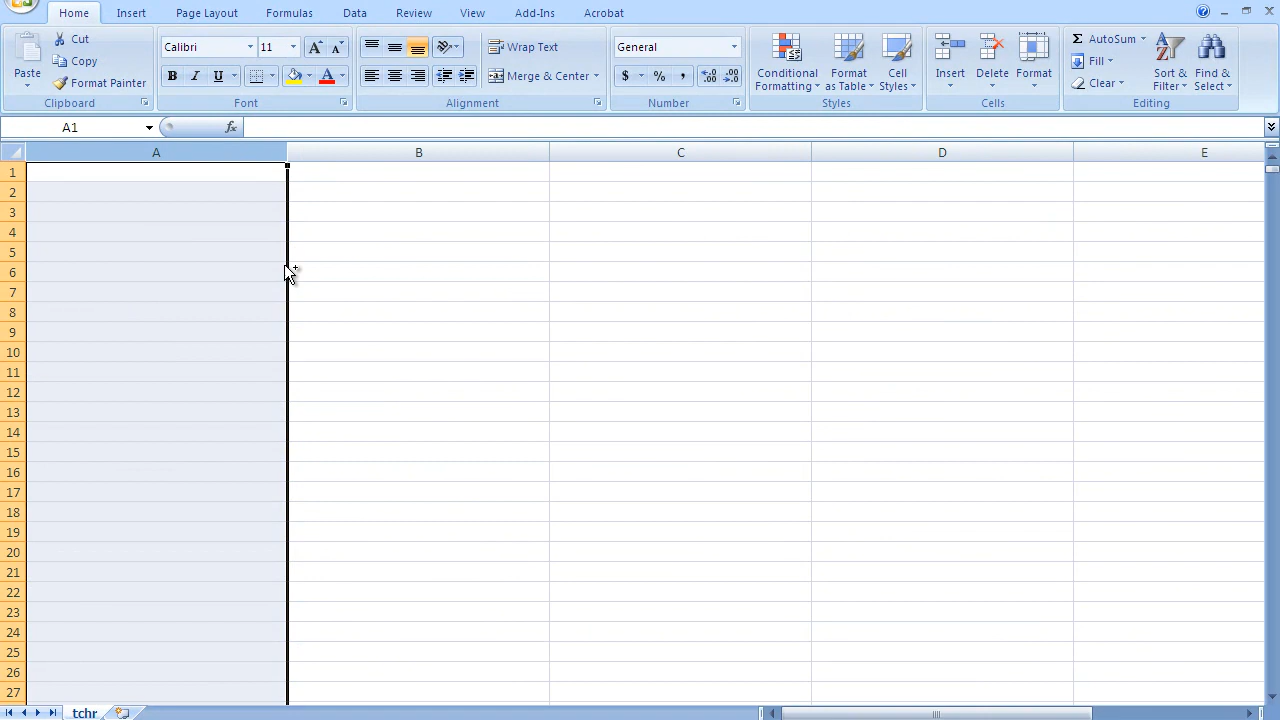 Home Insert Page Layout Formulas Data Review View Add-Ins Acrobat
Paste
Cut
Copy
Format Painter
Clipboard
Calibri 11 A A
B I U A
Font
Wrap Text
Merge & Center
Alignment
General
$ % , .0 .00 .00 .0
Number
Conditional Formatting
Format as Table
Cell Styles
Styles
Insert Delete Format
Cells
Σ AutoSum
Fill
Clear
Sort & Filter
Find & Select
Editing
A1 fx
A B C D E
1
2
3
4
5
6
7
8
9
10
11
12
13
14
15
16
17
18
19
20
21
22
23
24
25
26
27
tchr